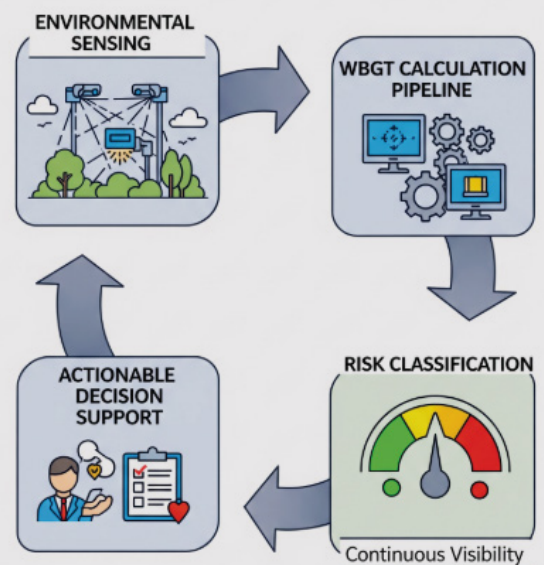 ENVIRONMENTAL
SENSING
WBGT CALCULATION
PIPELINE
RISK CLASSIFICATION
Continuous Visibility
ACTIONABLE
DECISION
SUPPORT